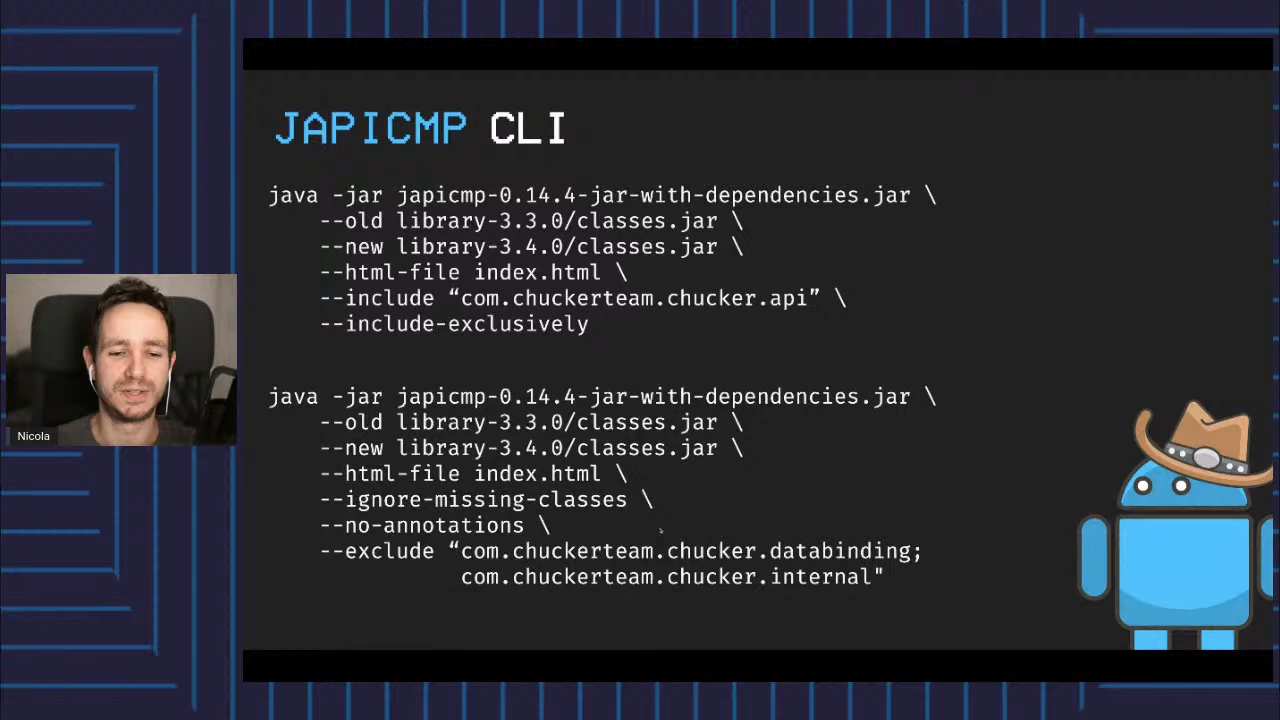 JAPICMP CLI
java -jar japicmp-0.14.4-jar-with-dependencies.jar \
--old library-3.3.0/classes.jar \
--new library-3.4.0/classes.jar \
--html-file index.html \
--include “com.chuckerteam.chucker.api” \
--include-exclusively
java -jar japicmp-0.14.4-jar-with-dependencies.jar \
--old library-3.3.0/classes.jar \
--new library-3.4.0/classes.jar \
--html-file index.html \
--ignore-missing-classes \
--no-annotations \
--exclude “com.chuckerteam.chucker.databinding;
com.chuckerteam.chucker.internal"
Nicola